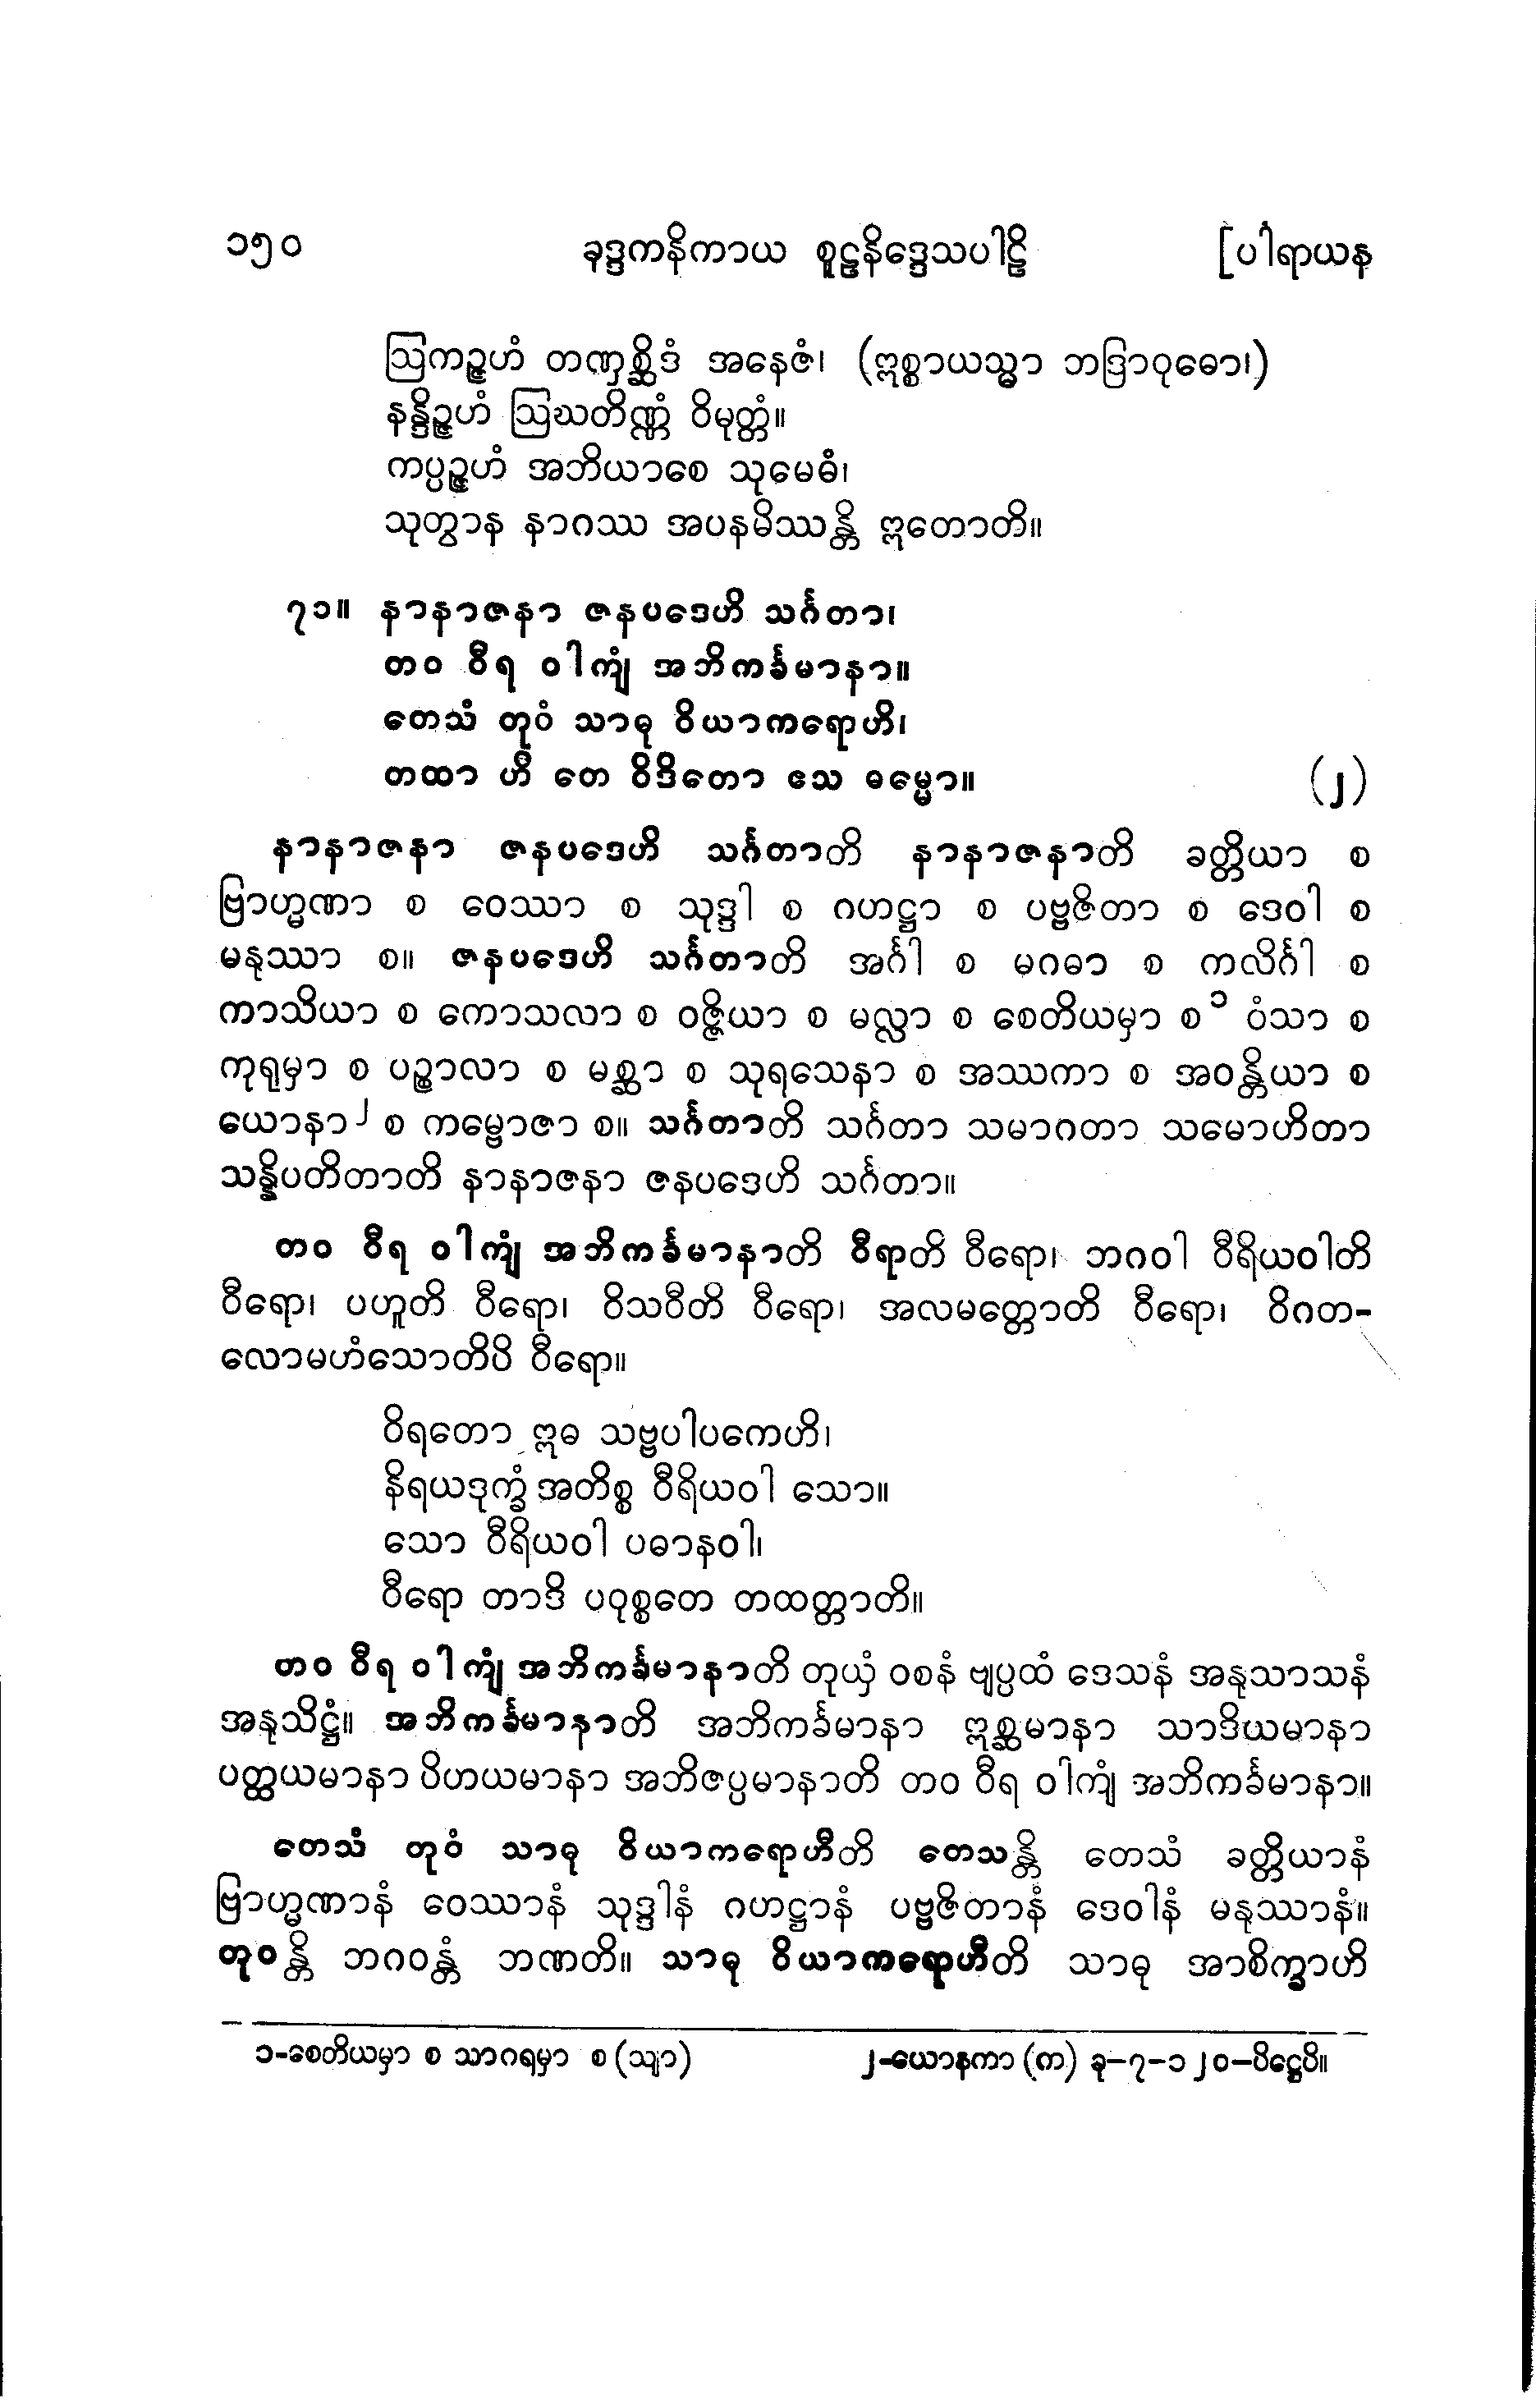 ၁၅၀ ခုဒ္ဒကနိကာယ စူဠနိဒ္ဒေသပါဠိ [ပါရာယန
ဩကဉ္ဇဟံ တဏှစ္ဆိဒံ အနေဇံ၊ (ဣစ္စာယသ္မာ ဘဒြာဝုဓော၊)
နန္ဒိဉ္ဇဟံ ဩဃတိဏ္ဏံ ဝိမုတ္တံ။
ကပ္ပဉ္ဇဟံ အဘိယာစေ သုမေဓံ၊
သုတွာန နာဂဿ အပနမိဿန္တိ ဣတောတိ။
၇၁။ နာနာဇနာ ဇနပဒေဟိ သင်္ဂတာ၊
တဝ ဝီရ ဝါကျံ အဘိကင်္ခမာနာ။
တေသံ တုဝံ သာဓု ဝိယာကရောဟိ၊
တထာ ဟိ တေ ဝိဒိတော ဧသ ဓမ္မော။ (၂)
နာနာဇနာ ဇနပဒေဟိ သင်္ဂတာတိ နာနာဇနာတိ ခတ္တိယာ စ
ဗြာဟ္မဏာ စ ဝေဿာ စ သုဒ္ဒါ စ ဂဟဋ္ဌာ စ ပဗ္ဗဇိတာ စ ဒေဝါ စ
မနုဿာ စ။ ဇနပဒေဟိ သင်္ဂတာတိ အင်္ဂါ စ မဂဓာ စ ကလိင်္ဂါ စ
ကာသိယာ စ ကောသလာ စ ဝဇ္ဇိယာ စ မလ္လာ စ စေတိယမှာ စ ၁ ဝံသာ စ
ကုရုမှာ စ ပဉ္စာလာ စ မစ္ဆာ စ သုရသေနာ စ အဿကာ စ အဝန္တိယာ စ
ယောနာ ၂ စ ကမ္ဗောဇာ စ။ သင်္ဂတာတိ သင်္ဂတာ သမာဂတာ သမောဟိတာ
သန္နိပတိတာတိ နာနာဇနာ ဇနပဒေဟိ သင်္ဂတာ။
တဝ ဝီရ ဝါကျံ အဘိကင်္ခမာနာတိ ဝီရာတိ ဝီရော၊ ဘဂဝါ ဝီရိယဝါတိ
ဝီရော၊ ပဟူတိ ဝီရော၊ ဝိသဝီတိ ဝီရော၊ အလမတ္တောတိ ဝီရော၊ ဝိဂတ-
လောမဟံသောတိပိ ဝီရော။
ဝိရတော ဣဓ သဗ္ဗပါပကေဟိ၊
နိရယဒုက္ခံ အတိစ္စ ဝီရိယဝါ သော။
သော ဝီရိယဝါ ပဓာနဝါ၊
ဝီရော တာဒိ ပဝုစ္စတေ တထတ္တာတိ။
တဝ ဝီရ ဝါကျံ အဘိကင်္ခမာနာတိ တုယှံ ဝစနံ ဗျပ္ပထံ ဒေသနံ အနုသာသနံ
အနုသိဋ္ဌံ။ အဘိကင်္ခမာနာတိ အဘိကင်္ခမာနာ ဣစ္ဆမာနာ သာဒိယမာနာ
ပတ္ထယမာနာ ပိဟယမာနာ အဘိဇပ္ပမာနာတိ တဝ ဝီရ ဝါကျံ အဘိကင်္ခမာနာ။
တေသံ တုဝံ သာဓု ဝိယာကရောဟီတိ တေသန္တိ တေသံ ခတ္တိယာနံ
ဗြာဟ္မဏာနံ ဝေဿာနံ သုဒ္ဒါနံ ဂဟဋ္ဌာနံ ပဗ္ဗဇိတာနံ ဒေဝါနံ မနုဿာနံ။
တုဝန္တိ ဘဂဝန္တံ ဘဏတိ။ သာဓု ဝိယာကရောဟီတိ သာဓု အာစိက္ခာဟိ
၁-စေတိယမှာ စ သာဂရမှာ စ (သျာ) ၂-ယောနကာ (က) ခု-၇-၁၂၀-ပိဋ္ဌေပိ။